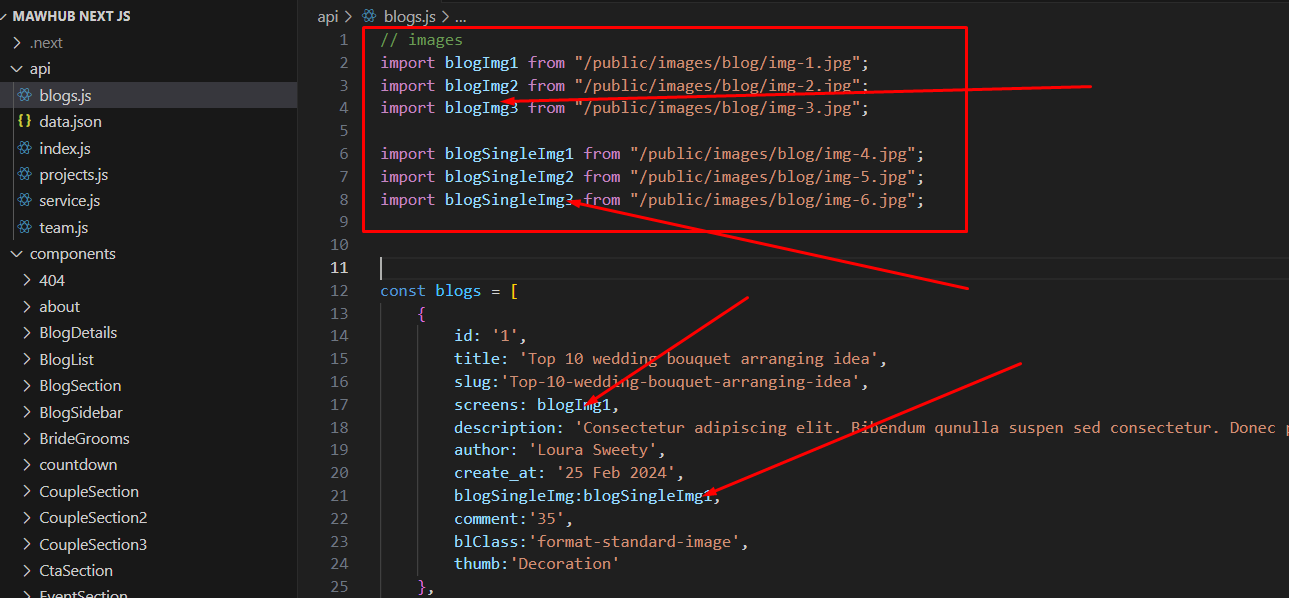 MAWHUB NEXT JS
.next
api
blogs.js
data.json
index.js
projects.js
service.js
team.js
components
404
about
BlogDetails
BlogList
BlogSection
BlogSidebar
BrideGrooms
countdown
CoupleSection
CoupleSection2
CoupleSection3
CtaSection
EventSection
api > blogs.js > ...
1 // images
2 import blogImg1 from "/public/images/blog/img-1.jpg";
3 import blogImg2 from "/public/images/blog/img-2.jpg";
4 import blogImg3 from "/public/images/blog/img-3.jpg";
5
6 import blogSingleImg1 from "/public/images/blog/img-4.jpg";
7 import blogSingleImg2 from "/public/images/blog/img-5.jpg";
8 import blogSingleImg3 from "/public/images/blog/img-6.jpg";
9
10
11
12 const blogs = [
13 {
14 id: '1',
15 title: 'Top 10 wedding bouquet arranging idea',
16 slug:'Top-10-wedding-bouquet-arranging-idea',
17 screens: blogImg1,
18 description: 'Consectetur adipiscing elit. Bibendum qunulla suspen sed consectetur. Donec p
19 author: 'Loura Sweety',
20 create_at: '25 Feb 2024',
21 blogSingleImg:blogSingleImg1,
22 comment:'35',
23 blClass:'format-standard-image',
24 thumb:'Decoration'
25 },